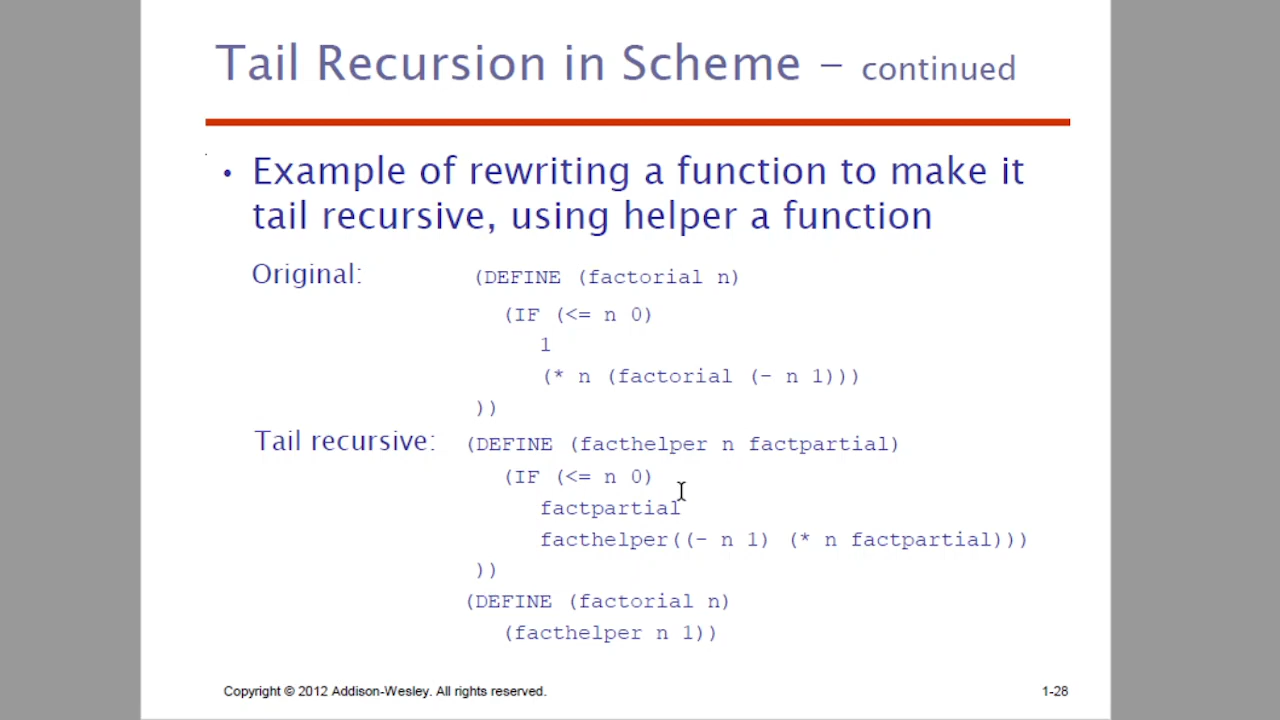 Tail Recursion in Scheme – continued
• Example of rewriting a function to make it
tail recursive, using helper a function
Original: (DEFINE (factorial n)
(IF (<= n 0)
1
(* n (factorial (- n 1)))
))
Tail recursive: (DEFINE (facthelper n factpartial)
(IF (<= n 0)
factpartial
facthelper((- n 1) (* n factpartial)))
))
(DEFINE (factorial n)
(facthelper n 1))
Copyright © 2012 Addison-Wesley. All rights reserved. 1-28